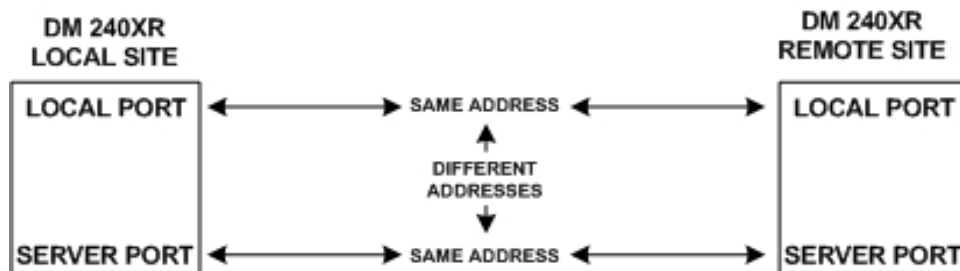 DM 240XR
LOCAL SITE
DM 240XR
REMOTE SITE
LOCAL PORT
SAME ADDRESS
LOCAL PORT
DIFFERENT
ADDRESSES
SERVER PORT
SAME ADDRESS
SERVER PORT